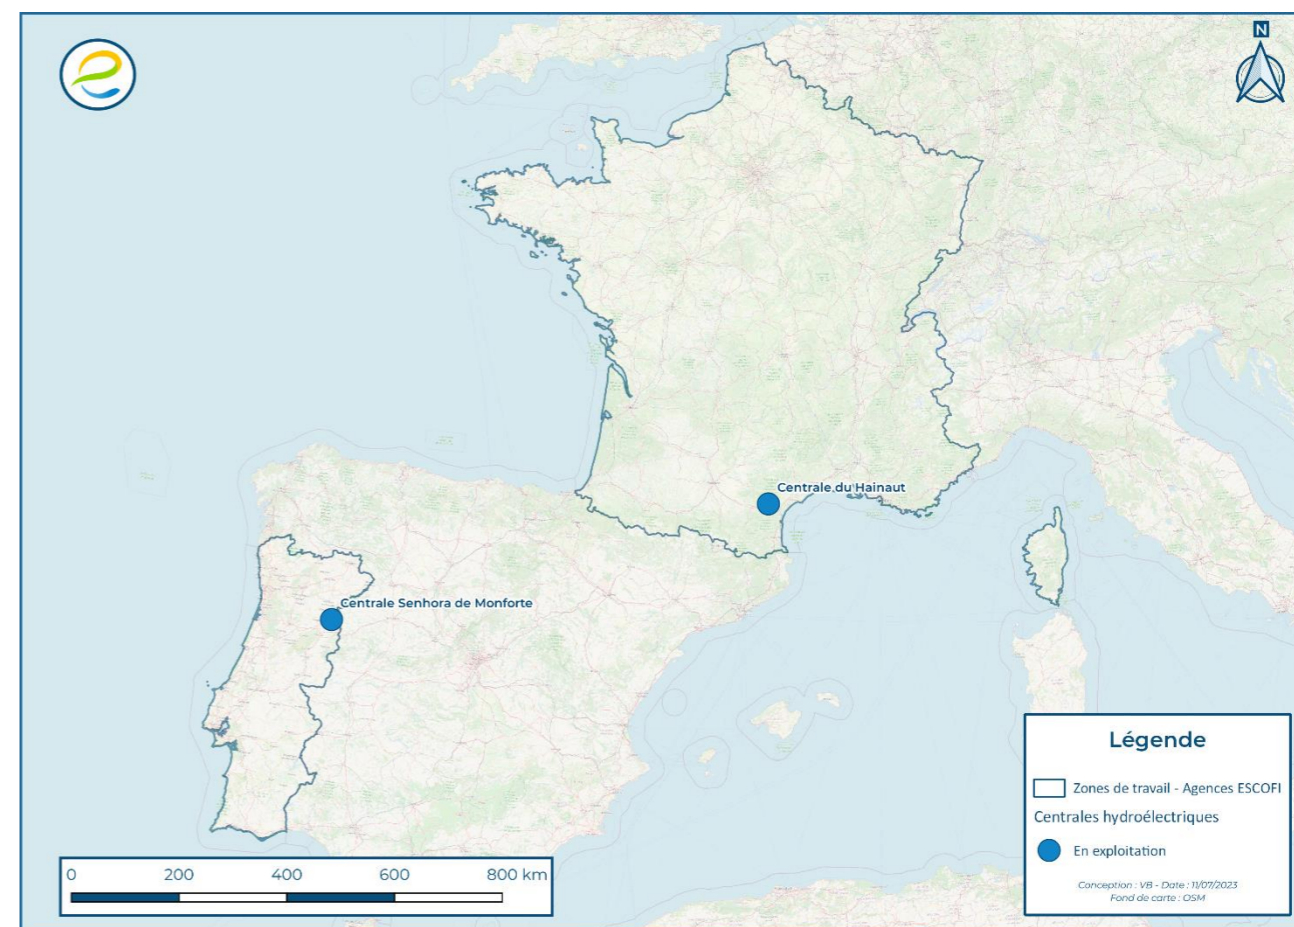 N
Centrale du Hainaut
Centrale Senhora de Monforte
Légende
Zones de travail - Agences ESCOFI
Centrales hydroélectriques
En exploitation
Conception : VB - Date : 11/07/2023
Fond de carte : OSM
0 200 400 600 800 km